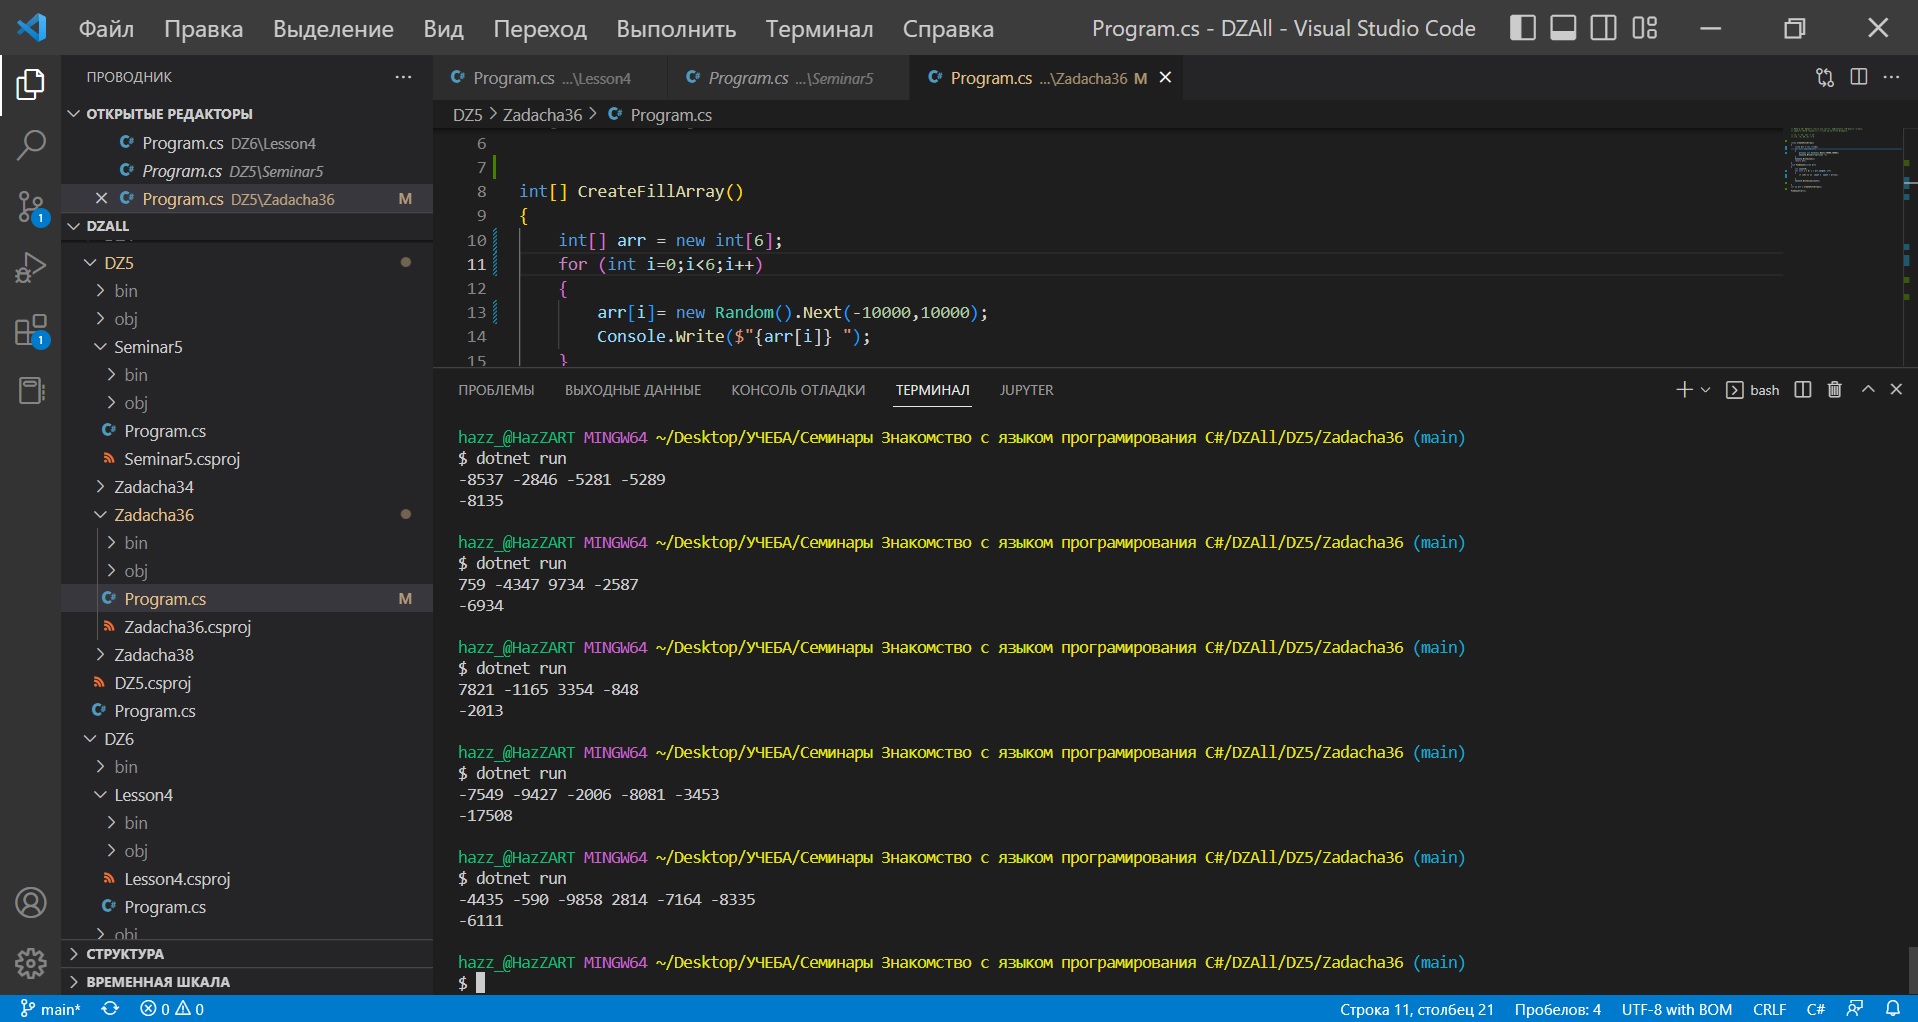 Файл Правка Выделение Вид Переход Выполнить Терминал Справка Program.cs - DZAll - Visual Studio Code
ПРОВОДНИК
ОТКРЫТЫЕ РЕДАКТОРЫ
Program.cs DZ6\Lesson4
Program.cs DZ5\Seminar5
Program.cs DZ5\Zadacha36 M
DZALL
DZ5
bin
obj
Seminar5
bin
obj
Program.cs
Seminar5.csproj
Zadacha34
Zadacha36
bin
obj
Program.cs M
Zadacha36.csproj
Zadacha38
DZ5.csproj
Program.cs
DZ6
bin
Lesson4
bin
obj
Lesson4.csproj
Program.cs
obj
СТРУКТУРА
ВРЕМЕННАЯ ШКАЛА
1
1
Program.cs ...\Lesson4 Program.cs ...\Seminar5 Program.cs ...\Zadacha36 M
DZ5 > Zadacha36 > Program.cs
6
7
8 int[] CreateFillArray()
9 {
10 int[] arr = new int[6];
11 for (int i=0;i<6;i++)
12 {
13 arr[i]= new Random().Next(-10000,10000);
14 Console.Write($"{arr[i]} ");
15 }
ПРОБЛЕМЫ ВЫХОДНЫЕ ДАННЫЕ КОНСОЛЬ ОТЛАДКИ ТЕРМИНАЛ JUPYTER bash
hazz_@HazZART MINGW64 ~/Desktop/УЧЕБА/Семинары Знакомство с языком програмирования C#/DZAll/DZ5/Zadacha36 (main)
$ dotnet run
-8537 -2846 -5281 -5289
-8135
hazz_@HazZART MINGW64 ~/Desktop/УЧЕБА/Семинары Знакомство с языком програмирования C#/DZAll/DZ5/Zadacha36 (main)
$ dotnet run
759 -4347 9734 -2587
-6934
hazz_@HazZART MINGW64 ~/Desktop/УЧЕБА/Семинары Знакомство с языком програмирования C#/DZAll/DZ5/Zadacha36 (main)
$ dotnet run
7821 -1165 3354 -848
-2013
hazz_@HazZART MINGW64 ~/Desktop/УЧЕБА/Семинары Знакомство с языком програмирования C#/DZAll/DZ5/Zadacha36 (main)
$ dotnet run
-7549 -9427 -2006 -8081 -3453
-17508
hazz_@HazZART MINGW64 ~/Desktop/УЧЕБА/Семинары Знакомство с языком програмирования C#/DZAll/DZ5/Zadacha36 (main)
$ dotnet run
-4435 -590 -9858 2814 -7164 -8335
-6111
hazz_@HazZART MINGW64 ~/Desktop/УЧЕБА/Семинары Знакомство с языком програмирования C#/DZAll/DZ5/Zadacha36 (main)
$
main* 0 0 Строка 11, столбец 21 Пробелов: 4 UTF-8 with BOM CRLF C#